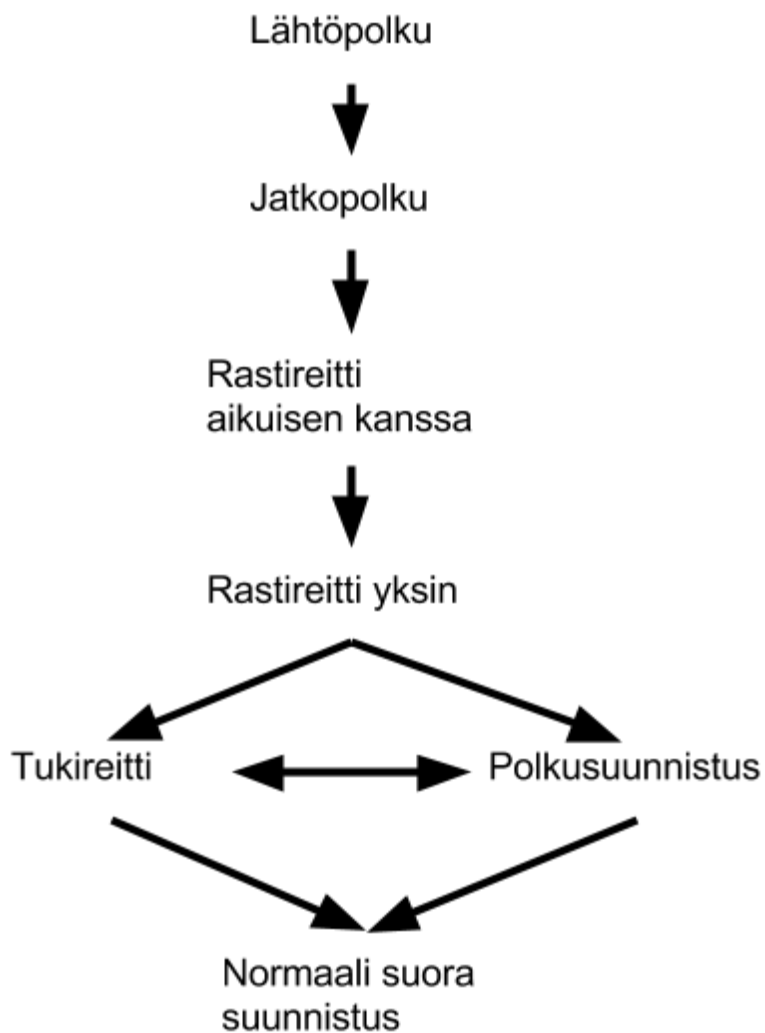 Lähtöpolku
Jatkopolku
Rastireitti
aikuisen kanssa
Rastireitti yksin
Tukireitti
Polkusuunnistus
Normaali suora
suunnistus